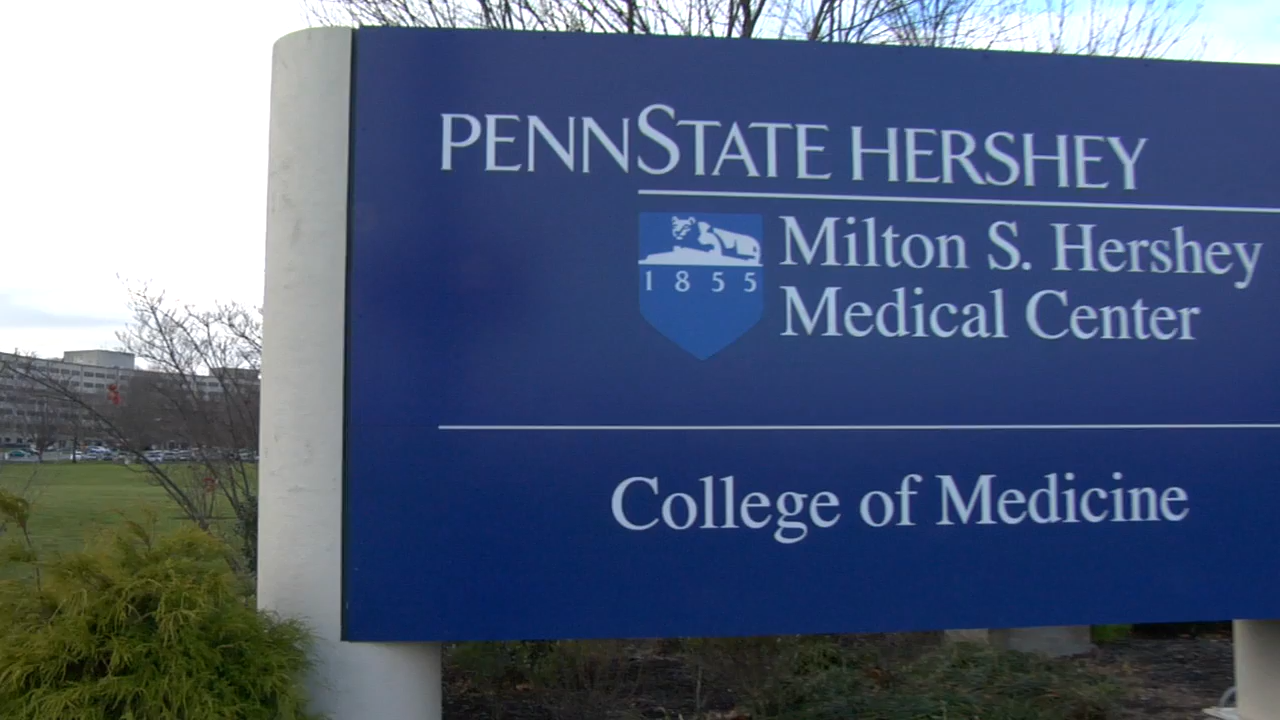 PENNSTATE HERSHEY
Milton S. Hershey
Medical Center
1855
College of Medicine